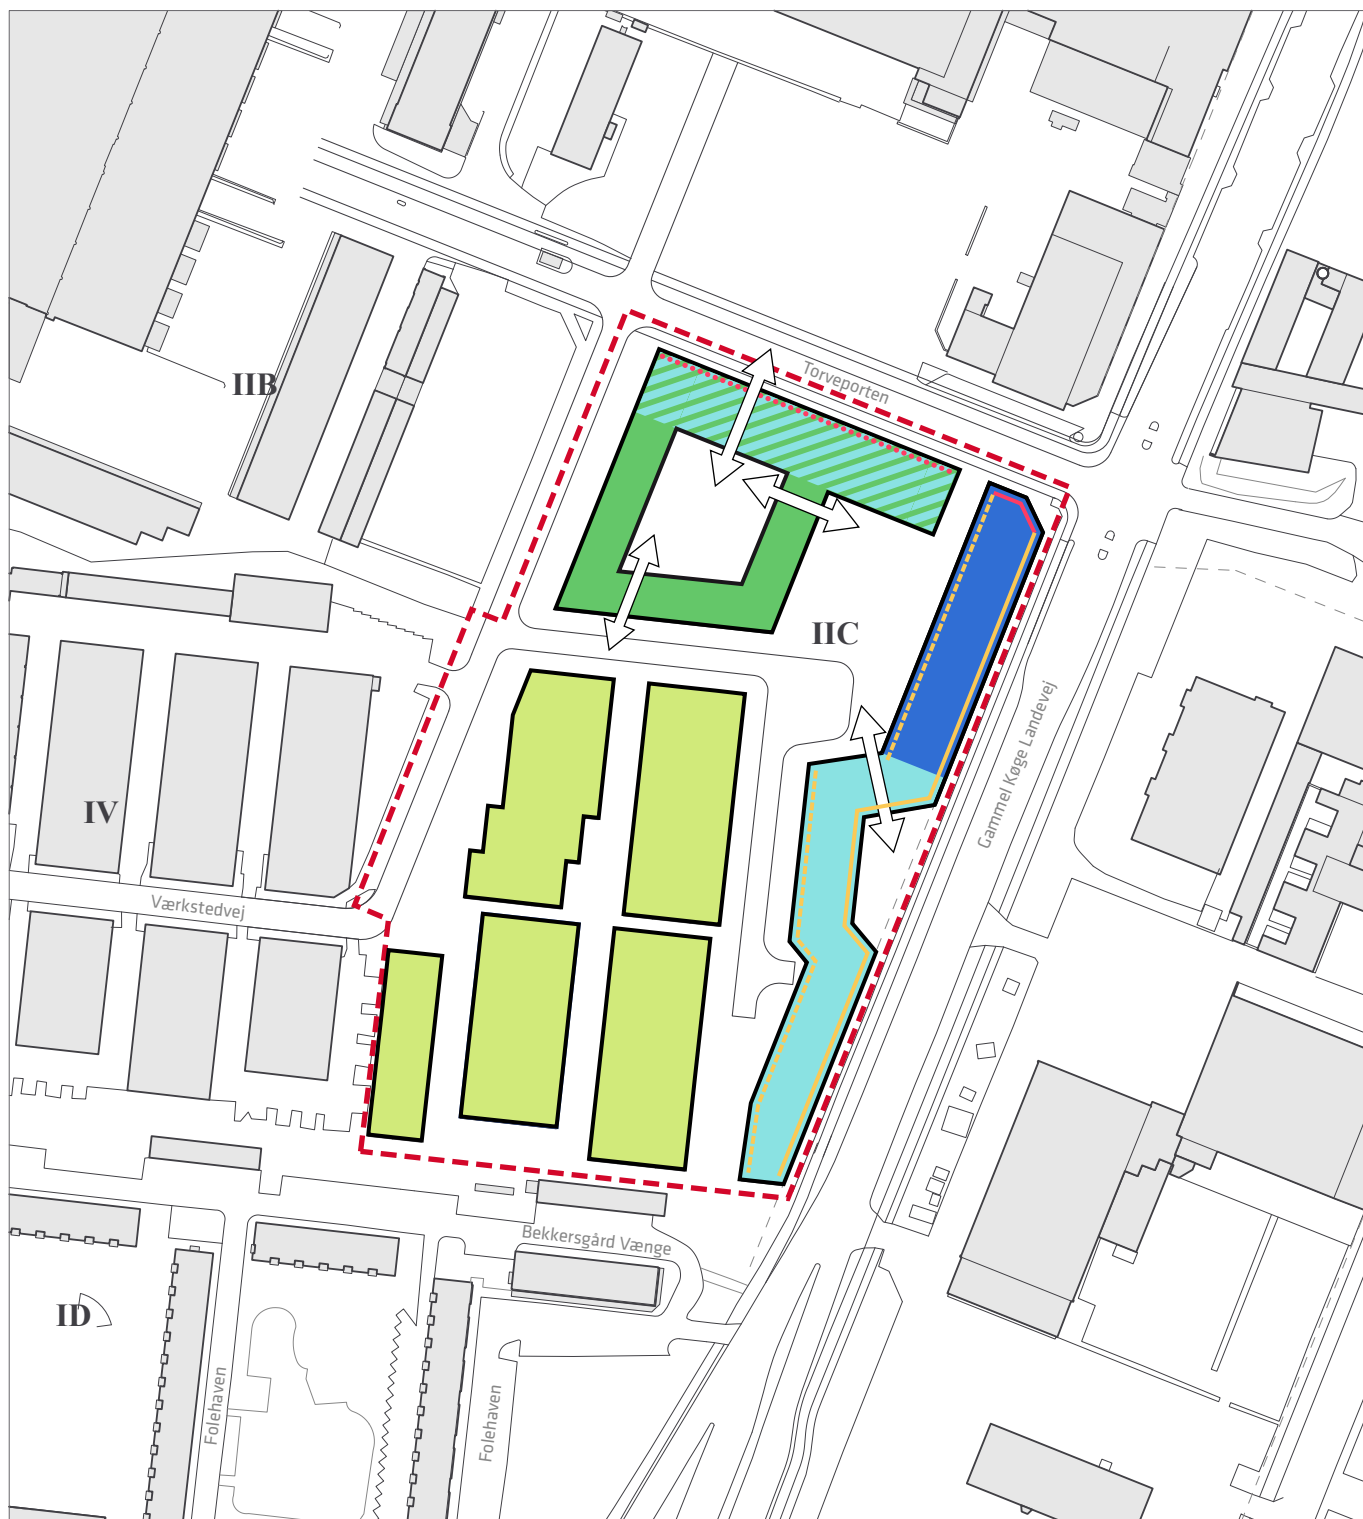 Torveporten
IIB
IIC
Gammel Køge Landevej
IV
Værkstedvej
Bekkersgård Vænge
ID
Folehaven
Folehaven